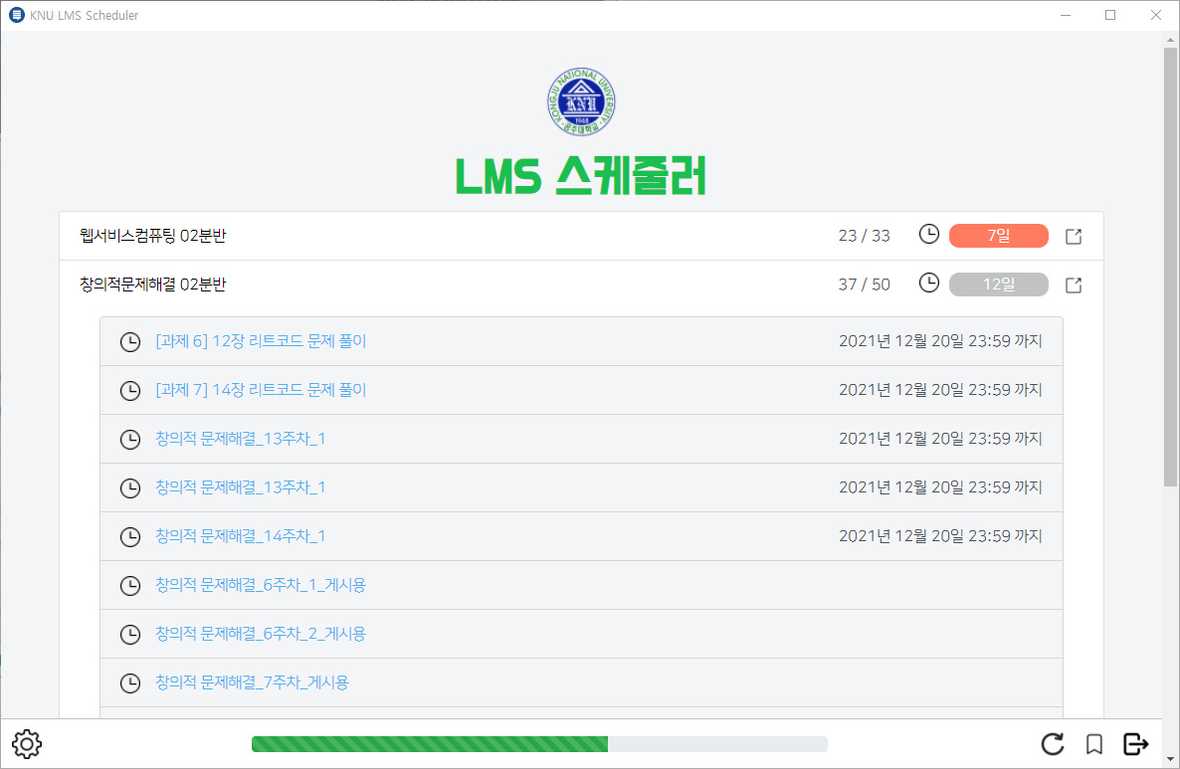 KNU LMS Scheduler
KONGJU NATIONAL UNIVERSITY
KNU
1948
공주대학교
LMS 스케줄러
웹서비스컴퓨팅 02분반 23 / 33 7일
창의적문제해결 02분반 37 / 50 12일
[과제 6] 12장 리트코드 문제 풀이 2021년 12월 20일 23:59 까지
[과제 7] 14장 리트코드 문제 풀이 2021년 12월 20일 23:59 까지
창의적 문제해결_13주차_1 2021년 12월 20일 23:59 까지
창의적 문제해결_13주차_1 2021년 12월 20일 23:59 까지
창의적 문제해결_14주차_1 2021년 12월 20일 23:59 까지
창의적 문제해결_6주차_1_게시용
창의적 문제해결_6주차_2_게시용
창의적 문제해결_7주차_게시용